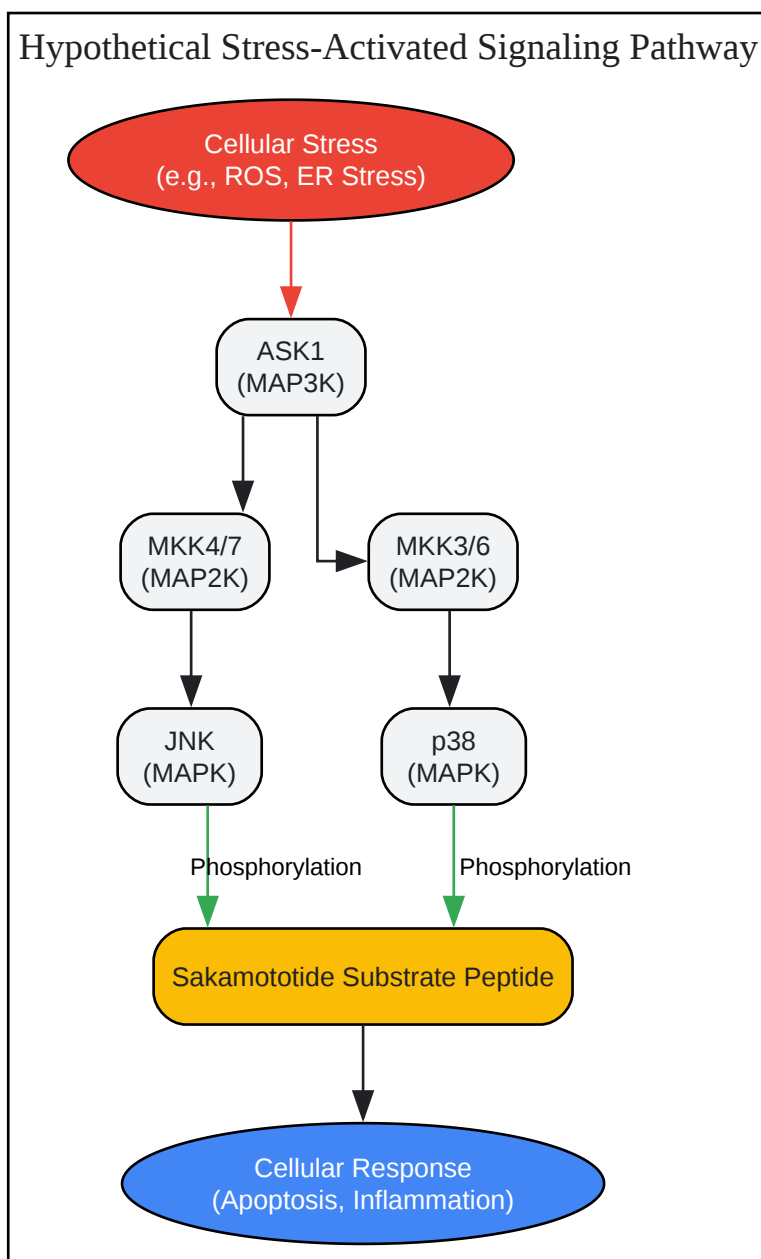 Hypothetical Stress-Activated Signaling Pathway
Cellular Stress
(e.g., ROS, ER Stress)
ASK1
(MAP3K)
MKK4/7
(MAP2K)
MKK3/6
(MAP2K)
JNK
(MAPK)
p38
(MAPK)
Phosphorylation
Phosphorylation
Sakamototide Substrate Peptide
Cellular Response
(Apoptosis, Inflammation)